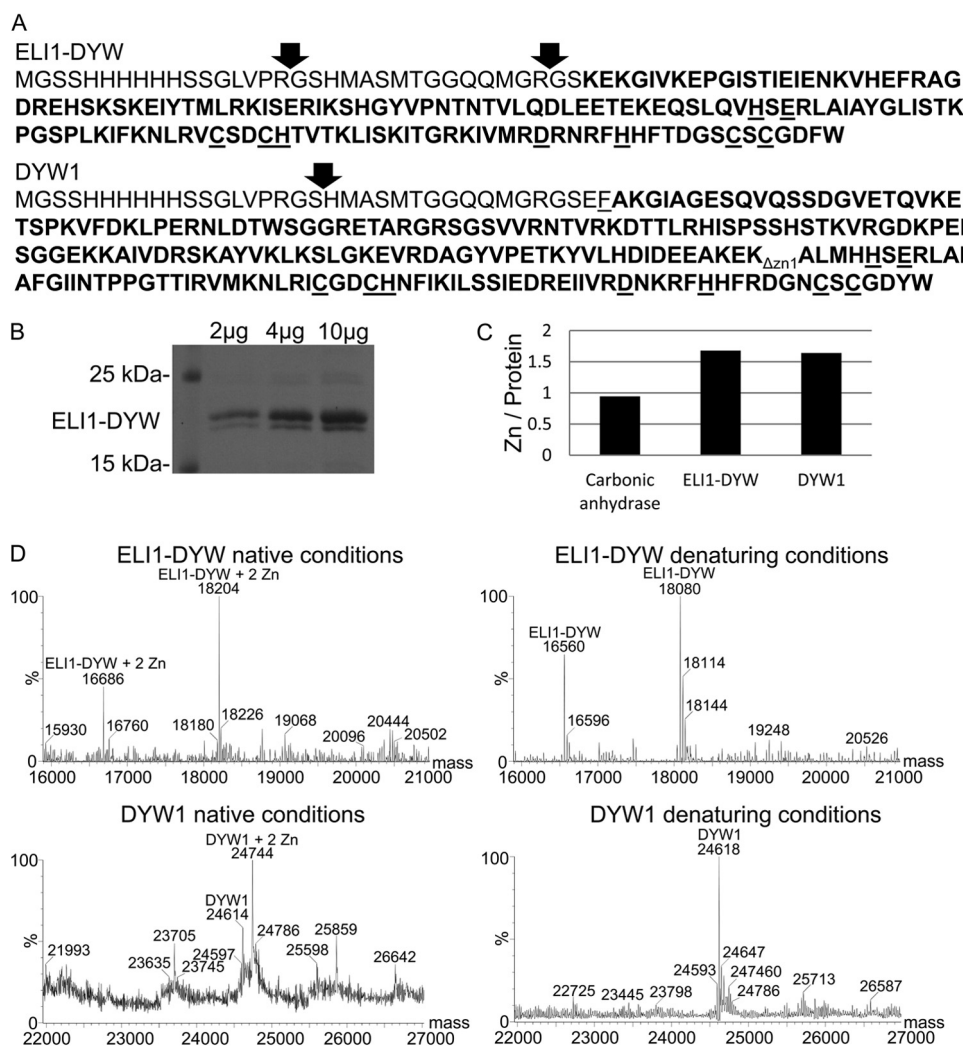 A
ELI1-DYW
MGSSHHHHHHSSGLVPRGSHMASMTGGQQMGRGSKEKGIVKEPGISTIEIENKVHEFRAG
DREHSKSKEIYTMLRKISERIKSHGYVPNTNTVLQDLEETEKEQSLQVHSERLAIAYGLISTK
PGSPLKIFKNLRVCSDCHTVTKLISKITGRKIVMRDRNRFHHFTDGSCSCGDFW
DYW1
MGSSHHHHHHSSGLVPRGSHMASMTGGQQMGRGSEFAKGIAGESQVQSSDGVETQVKE
TSPKVFDKLPERNLDTWSGGRETARGRSGSVVRNTVRKDTTLRHISPSSHSTKVRGDKPE
SGGEKKAIVDRSKAYVKLKSLGKEVRDAGYVPETKYVLHDIDEEAKEKΔzn1ALMHHSERLA
AFGIINTPPGTTIRVMKNLRICGDCHNFIKILSSIEDREIIVRDNKRFHHFRDGNCSCGDYW
B
2µg 4µg 10µg
25 kDa-
ELI1-DYW
15 kDa-
C
Zn / Protein
2
1.5
1
0.5
0
Carbonic anhydrase ELI1-DYW DYW1
D
ELI1-DYW native conditions
ELI1-DYW + 2 Zn
18204
100
ELI1-DYW + 2 Zn
16686
%
15930 16760 18180 18226 19068 20096 20444 20502
0
16000 17000 18000 19000 20000 21000 mass
ELI1-DYW denaturing conditions
ELI1-DYW
18080
100
ELI1-DYW
16560
%
18114
18144
16596 19248 20526
0
16000 17000 18000 19000 20000 21000 mass
DYW1 native conditions
DYW1 + 2 Zn
24744
100
DYW1
24614
%
21993 23635 23705 23745 24597 24786 25598 25859 26642
0
22000 23000 24000 25000 26000 27000 mass
DYW1 denaturing conditions
DYW1
24618
100
%
22725 23445 23798 24593 24647 247460 24786 25713 26587
0
22000 23000 24000 25000 26000 27000 mass